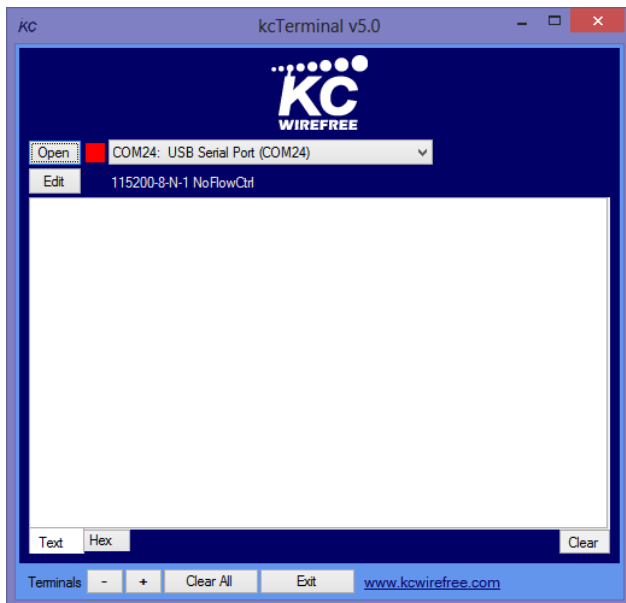 KC kcTerminal v5.0
KC
WIREFREE
Open COM24: USB Serial Port (COM24)
Edit 115200-8-N-1 NoFlowCtrl
Text Hex Clear
Terminals - + Clear All Exit www.kcwirefree.com